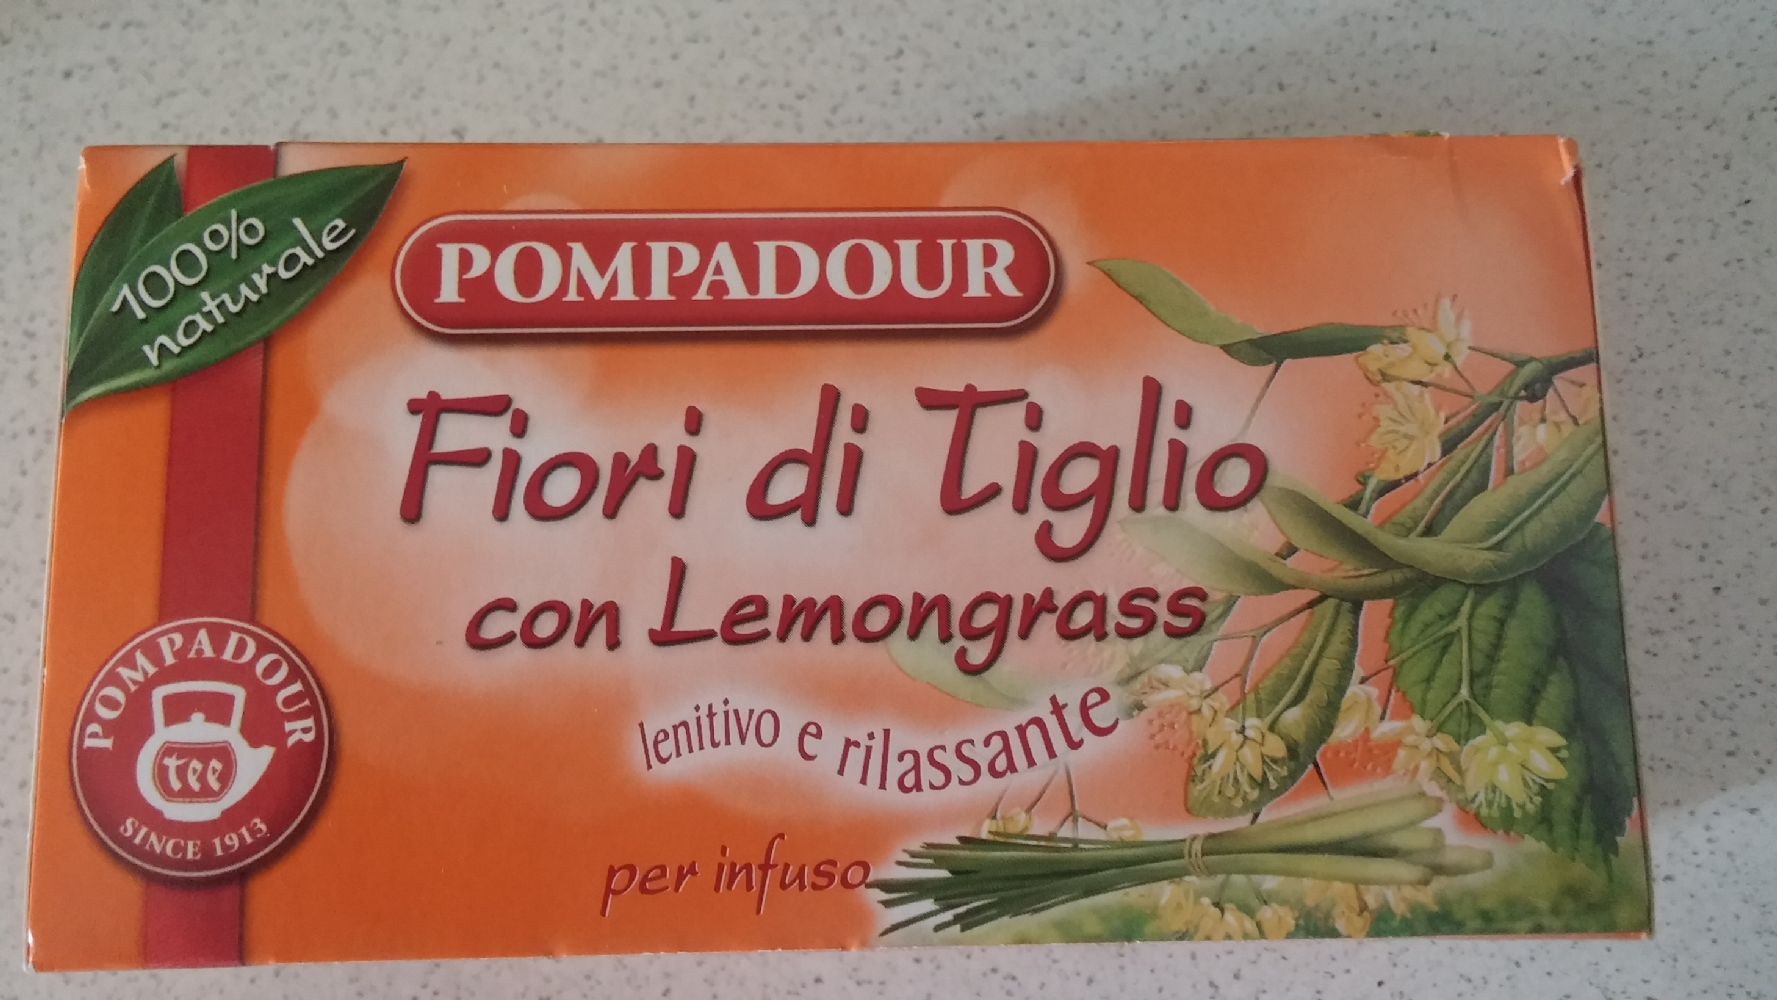 100%
naturale
POMPADOUR
Fiori di Tiglio
con Lemongrass
lenitivo e rilassante
per infuso
POMPADOUR
tee
SINCE 1913